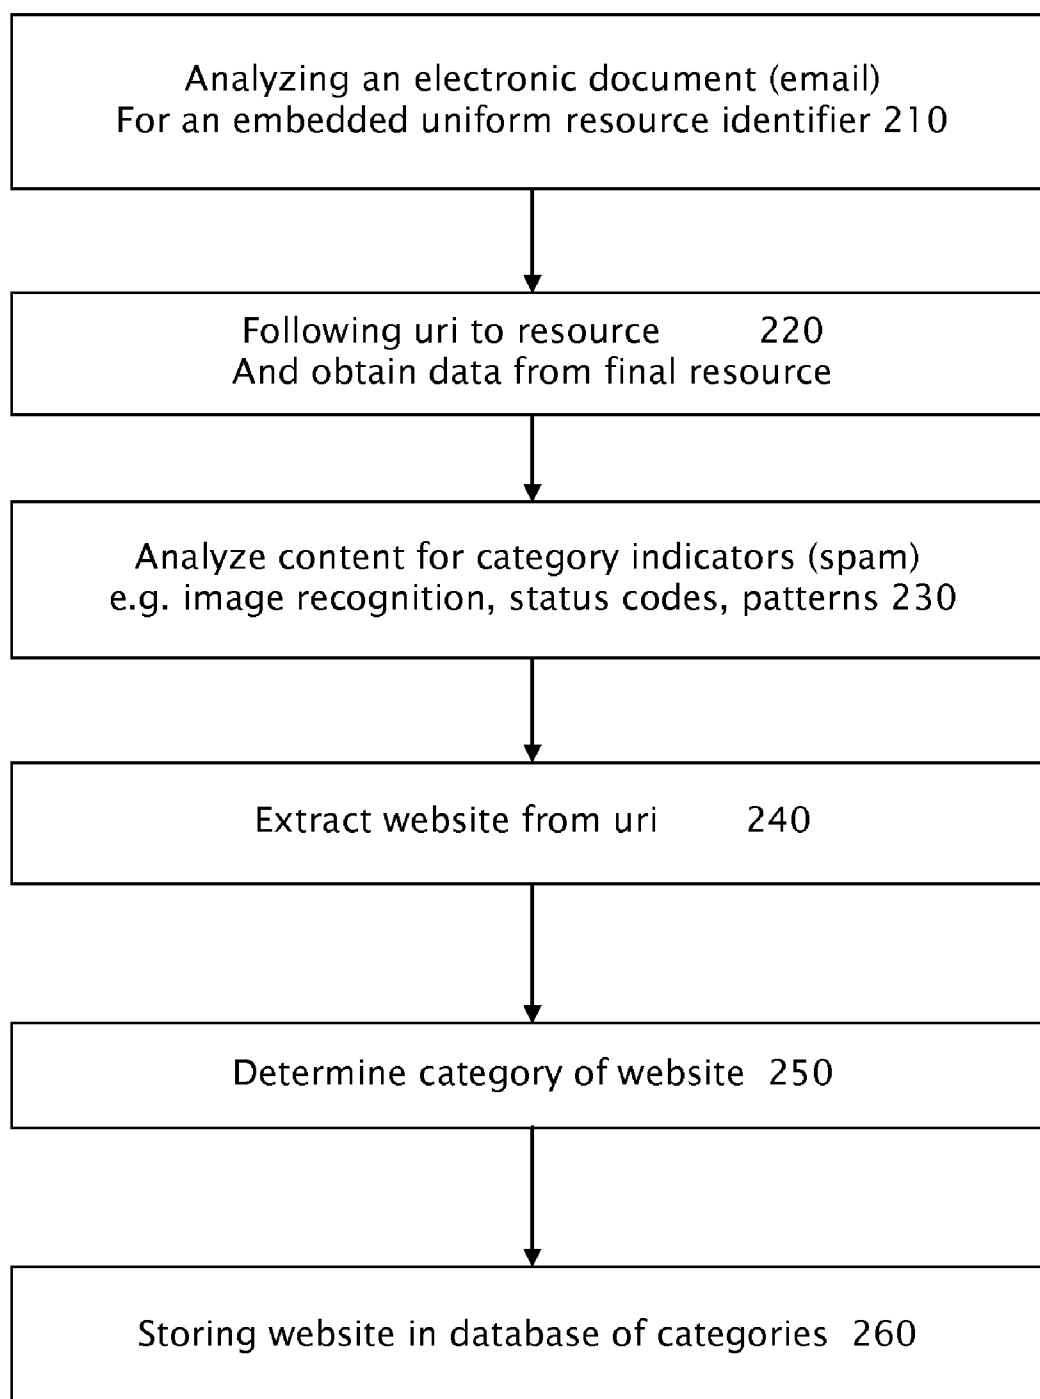 Analyzing an electronic document (email)
For an embedded uniform resource identifier 210
Following uri to resource 220
And obtain data from final resource
Analyze content for category indicators (spam)
e.g. image recognition, status codes, patterns 230
Extract website from uri 240
Determine category of website 250
Storing website in database of categories 260